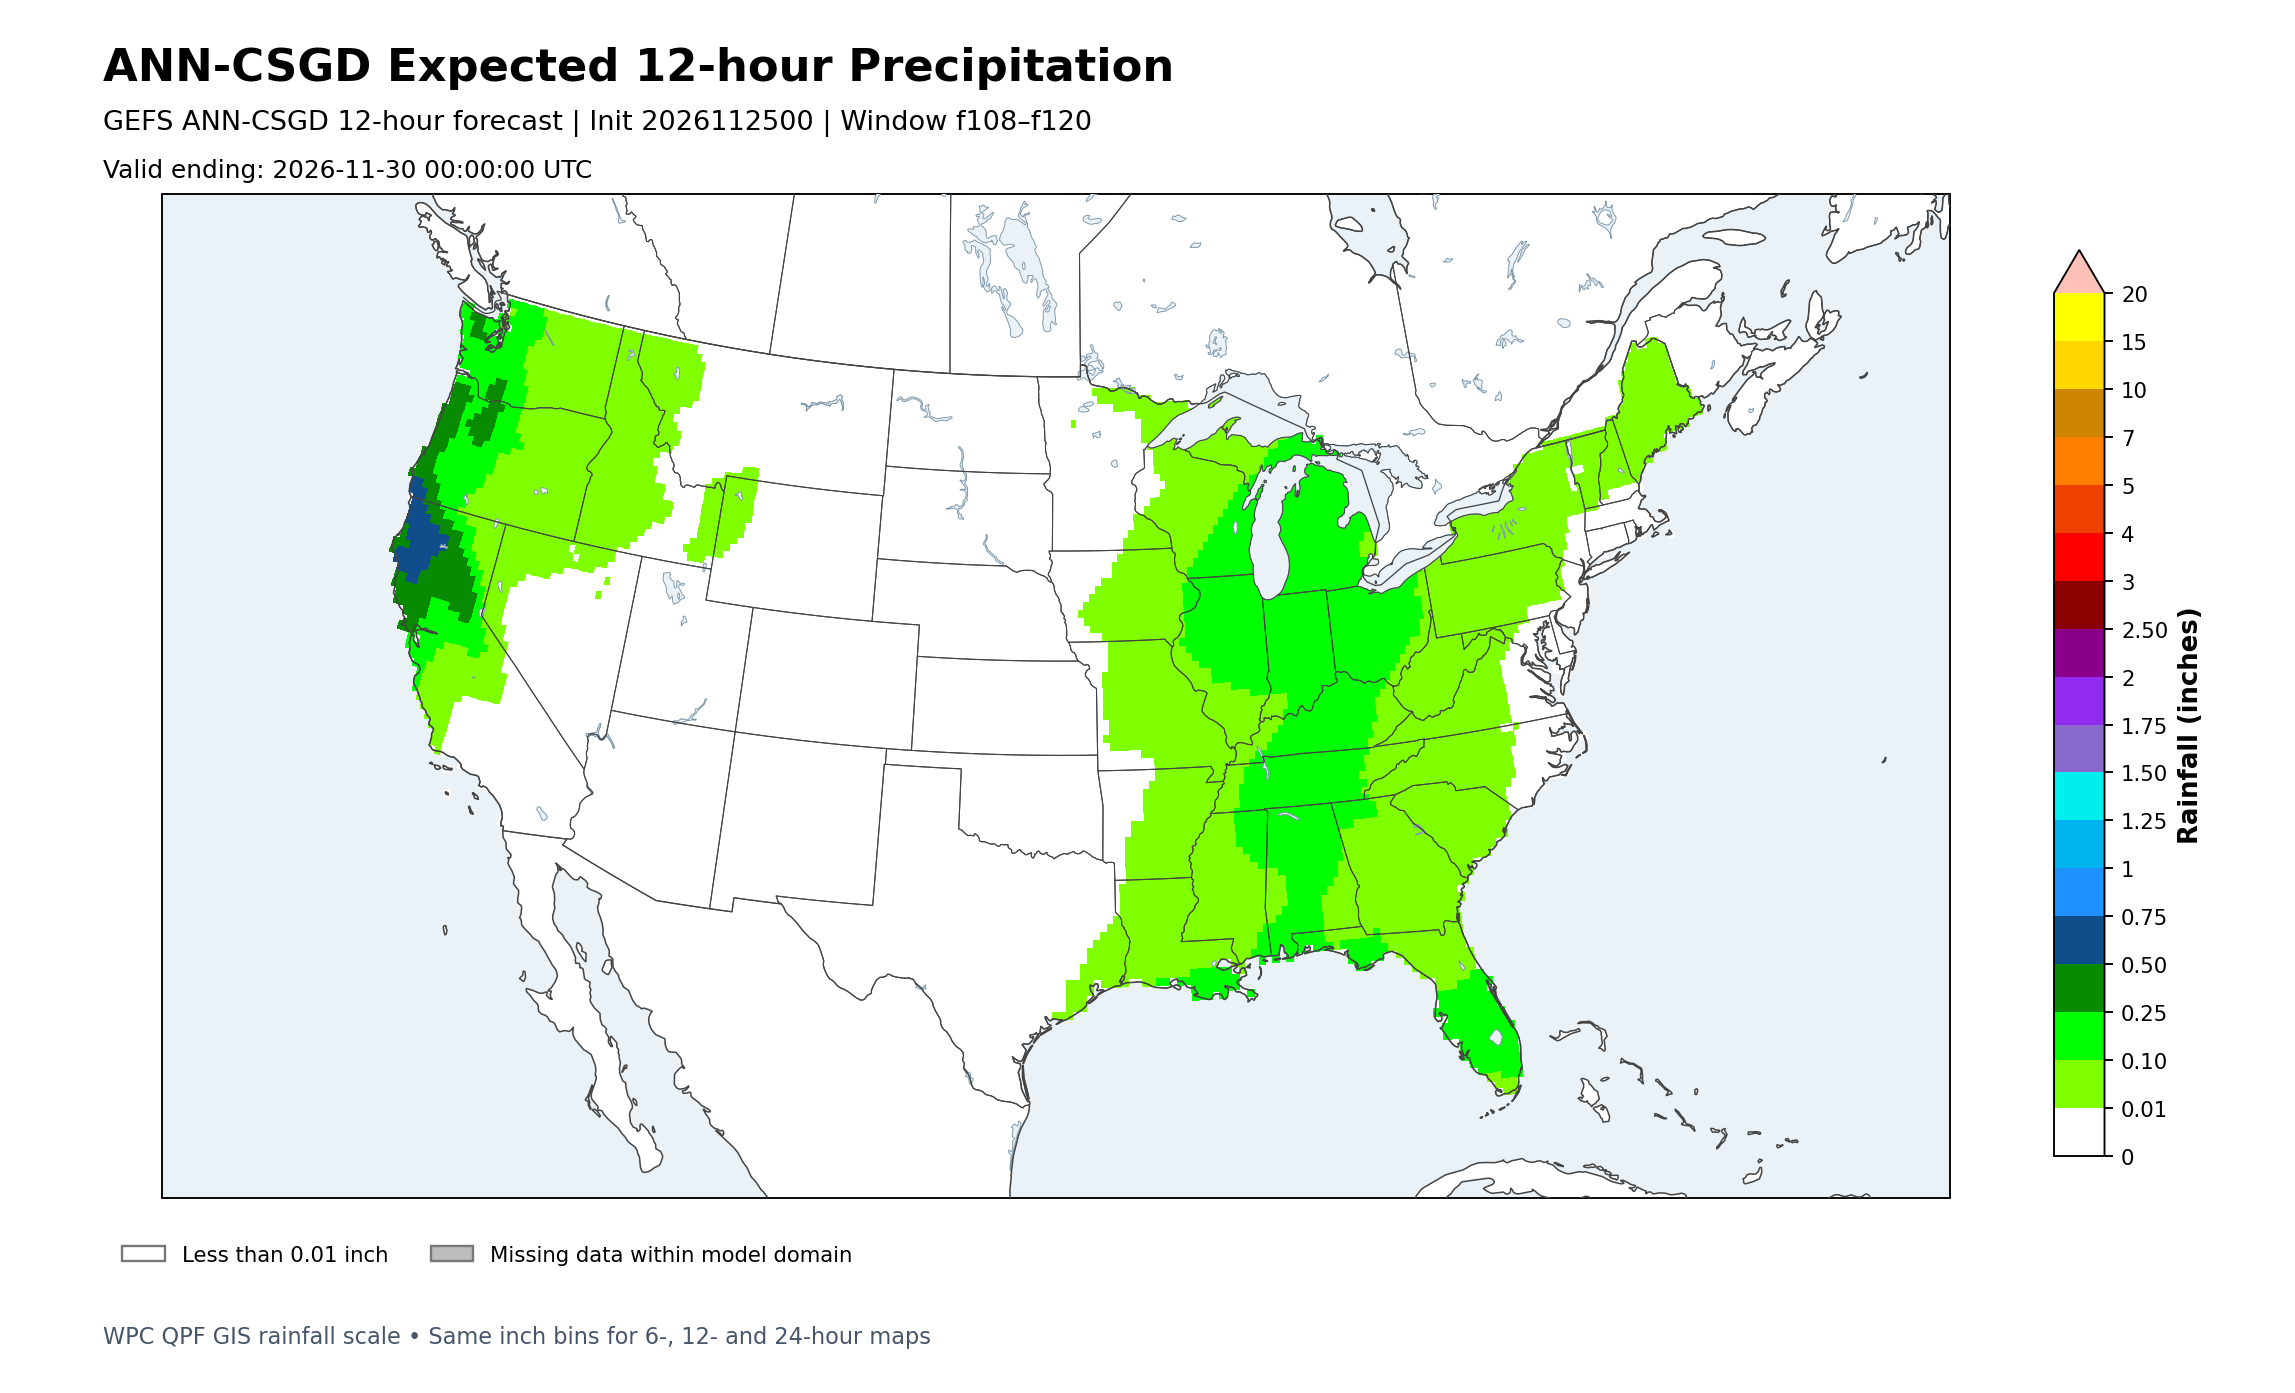 ANN-CSGD Expected 12-hour Precipitation
GEFS ANN-CSGD 12-hour forecast | Init 2026112500 | Window f108–f120
Valid ending: 2026-11-30 00:00:00 UTC
20
15
10
7
5
4
3
2.50
2
1.75
1.50
1.25
1
0.75
0.50
0.25
0.10
0.01
0
Rainfall (inches)
Less than 0.01 inch
Missing data within model domain
WPC QPF GIS rainfall scale • Same inch bins for 6-, 12- and 24-hour maps